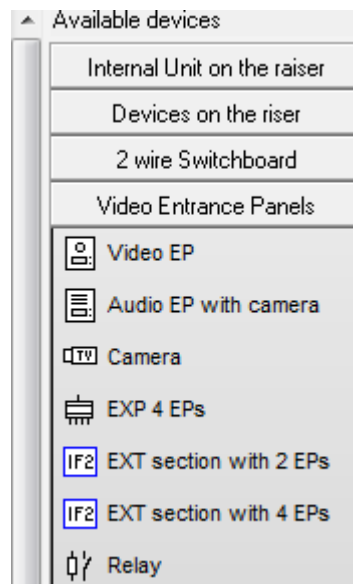 Available devices
Internal Unit on the raiser
Devices on the riser
2 wire Switchboard
Video Entrance Panels
Video EP
Audio EP with camera
TV Camera
EXP 4 EPs
IF2 EXT section with 2 EPs
IF2 EXT section with 4 EPs
Relay